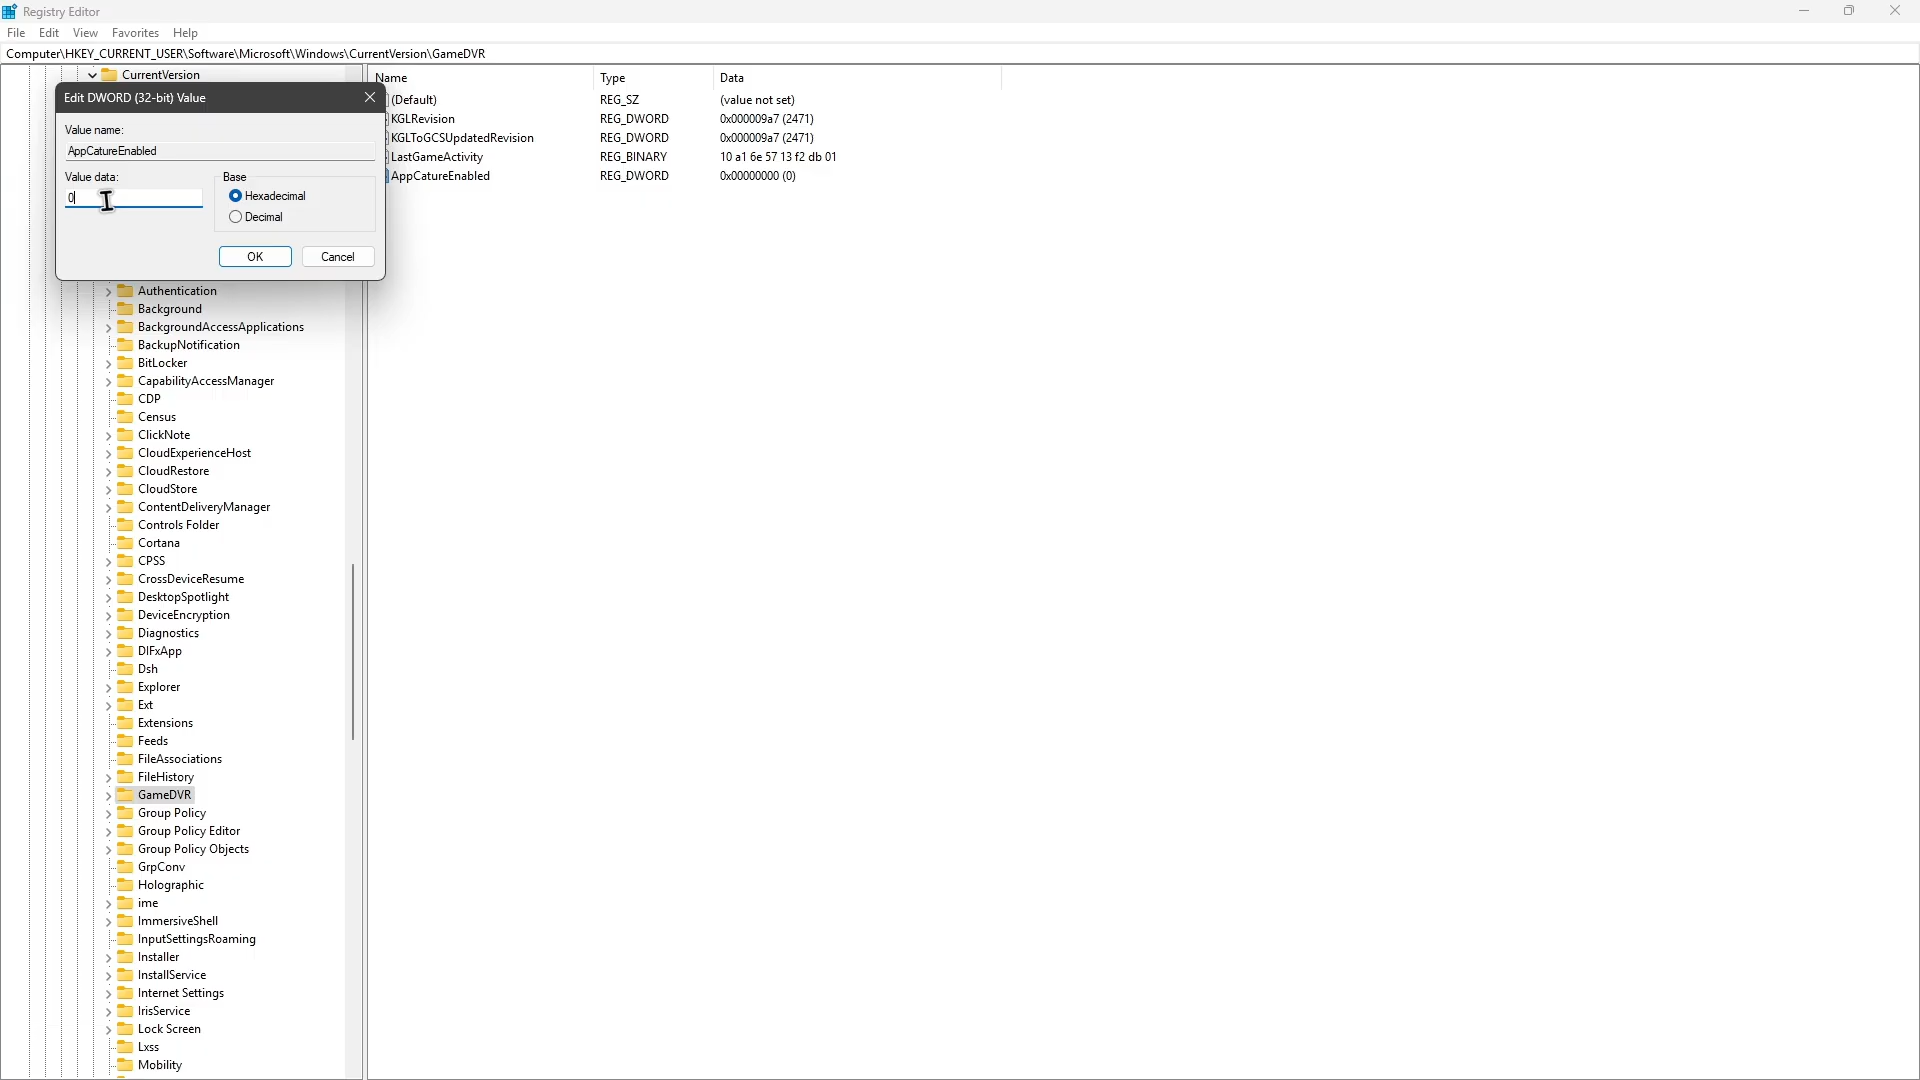 Registry Editor
File Edit View Favorites Help
Computer\HKEY_CURRENT_USER\Software\Microsoft\Windows\CurrentVersion\GameDVR
CurrentVersion
Edit DWORD (32-bit) Value
Value name:
AppCatureEnabled
Value data:
0
Base
Hexadecimal
Decimal
OK
Cancel
Authentication
Background
BackgroundAccessApplications
BackupNotification
BitLocker
CapabilityAccessManager
CDP
Census
ClickNote
CloudExperienceHost
CloudRestore
CloudStore
ContentDeliveryManager
Controls Folder
Cortana
CPSS
CrossDeviceResume
DesktopSpotlight
DeviceEncryption
Diagnostics
DIFxApp
Dsh
Explorer
Ext
Extensions
Feeds
FileAssociations
FileHistory
GameDVR
Group Policy
Group Policy Editor
Group Policy Objects
GrpConv
Holographic
ime
ImmersiveShell
InputSettingsRoaming
Installer
InstallService
Internet Settings
IrisService
Lock Screen
Lxss
Mobility
Name Type Data
(Default) REG_SZ (value not set)
KGLRevision REG_DWORD 0x000009a7 (2471)
KGLToGCSUpdatedRevision REG_DWORD 0x000009a7 (2471)
LastGameActivity REG_BINARY 10 a1 6e 57 13 f2 db 01
AppCatureEnabled REG_DWORD 0x00000000 (0)